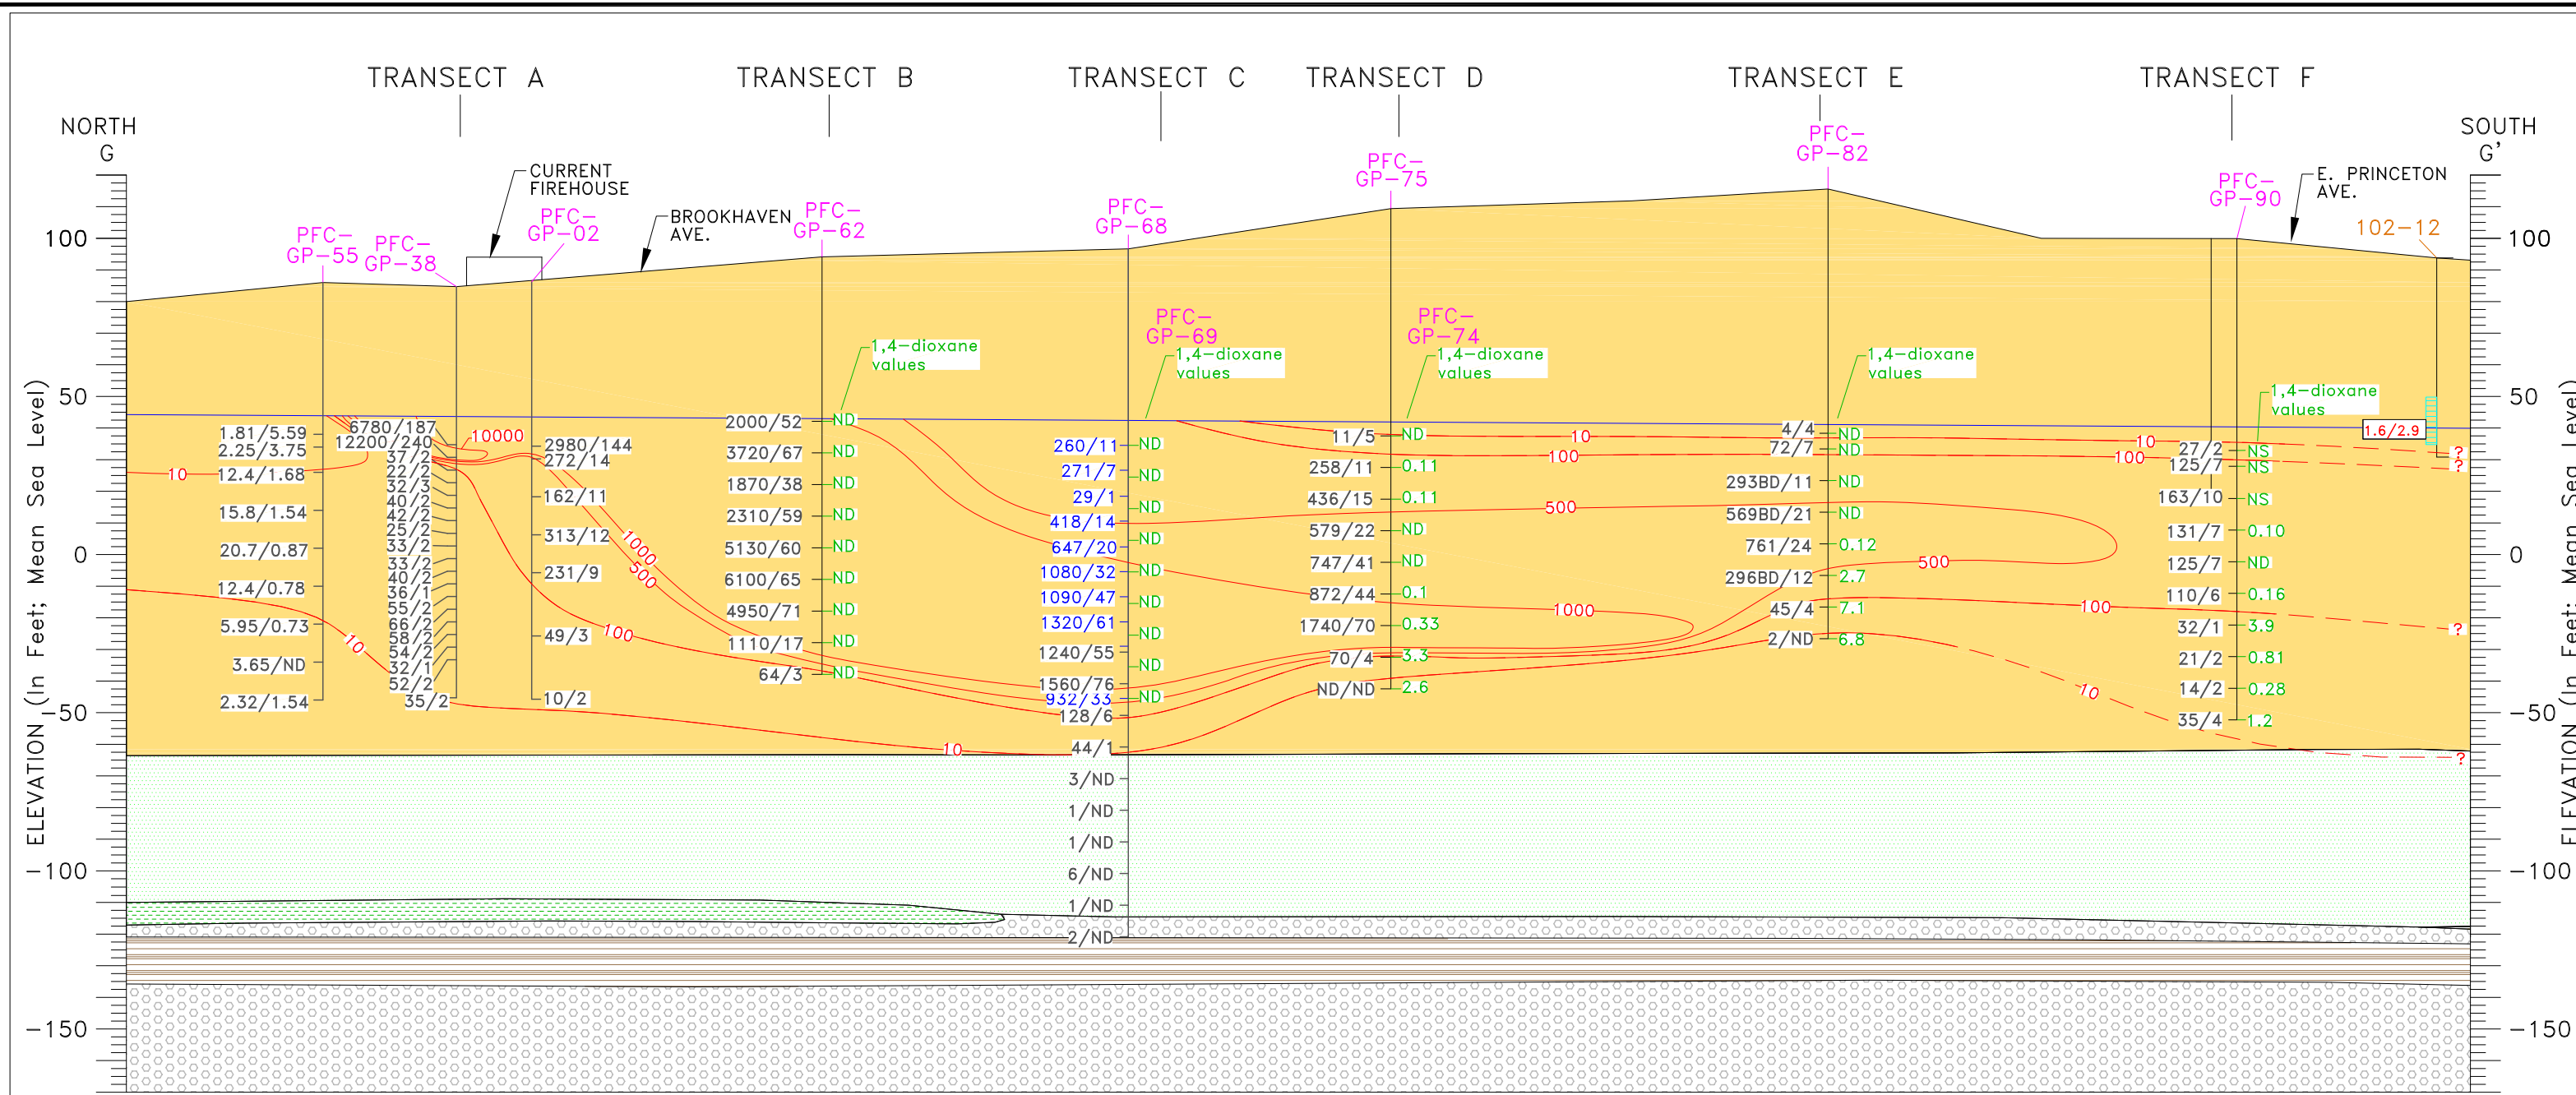 TRANSECT A
TRANSECT B
TRANSECT C
TRANSECT D
TRANSECT E
TRANSECT F
NORTH
G
SOUTH
G'
CURRENT
FIREHOUSE
BROOKHAVEN
AVE.
E. PRINCETON
AVE.
PFC-
GP-55
PFC-
GP-38
PFC-
GP-02
PFC-
GP-62
PFC-
GP-68
PFC-
GP-69
PFC-
GP-75
PFC-
GP-74
PFC-
GP-82
PFC-
GP-90
102-12
ELEVATION (In Feet; Mean Sea Level)
100
50
0
-50
-100
-150
1.81/5.59
2.25/3.75
12.4/1.68
15.8/1.54
20.7/0.87
12.4/0.78
5.95/0.73
3.65/ND
2.32/1.54
6780/187
12200/240
37/2
22/2
32/3
40/2
42/2
25/2
33/2
33/2
40/2
36/1
55/2
66/2
58/2
54/2
32/1
52/2
35/2
2980/144
272/14
162/11
313/12
231/9
49/3
10/2
1,4-dioxane
values
2000/52 ND
3720/67 ND
1870/38 ND
2310/59 ND
5130/60 ND
6100/65 ND
4950/71 ND
1110/17 ND
64/3 ND
1,4-dioxane
values
260/11 ND
271/7 ND
29/1 ND
418/14 ND
647/20 ND
1080/32 ND
1090/47 ND
1320/61 ND
1240/55 ND
1560/76
932/33
128/6
44/1
3/ND
1/ND
1/ND
6/ND
1/ND
2/ND
1,4-dioxane
values
11/5 ND
258/11 0.11
436/15 0.11
579/22 ND
747/41 ND
872/44 0.1
1740/70 0.33
70/4 3.3
ND/ND 2.6
1,4-dioxane
values
4/4 ND
72/7 ND
293BD/11 ND
569BD/21 ND
761/24 0.12
296BD/12 2.7
45/4 7.1
2/ND 6.8
1,4-dioxane
values
27/2 NS
125/7 NS
163/10 NS
131/7 0.10
125/7 ND
110/6 0.16
32/1 3.9
21/2 0.81
14/2 0.28
35/4 1.2
1.6/2.9
10
10
10000
1000
500
100
10
10
100
500
1000
500
10
100
100
10
?
?
?
?
100
50
0
-50
-100
-150
ELEVATION (In Feet; Mean Sea Level)